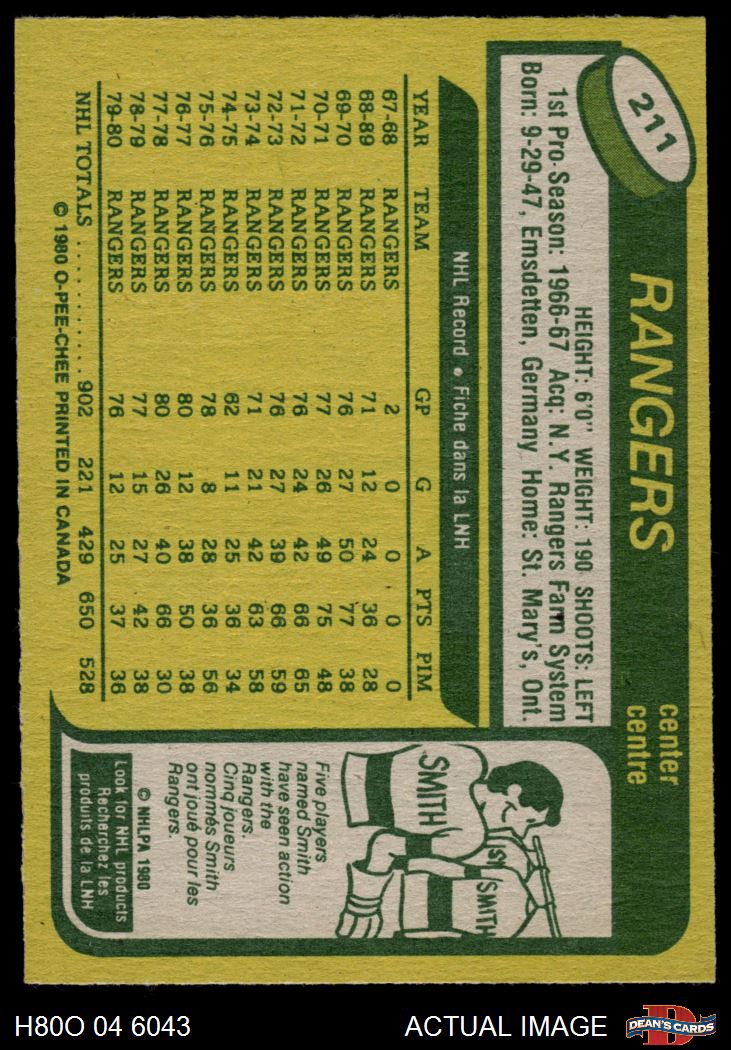 211
RANGERS
center
centre
HEIGHT: 6'0" WEIGHT: 190 SHOOTS: LEFT
1st Pro. Season: 1966-67 Acq: N.Y. Rangers Farm System
Born: 9-29-47, Emsdetten, Germany Home: St. Mary's, Ont.
NHL Record • Fiche dans la LNH
YEAR TEAM GP G A PTS PIM
67-68 RANGERS 2 0 0 0 0
68-89 RANGERS 71 12 24 36 28
69-70 RANGERS 76 27 50 77 38
70-71 RANGERS 77 26 49 75 48
71-72 RANGERS 76 24 42 66 65
72-73 RANGERS 76 27 39 66 59
73-74 RANGERS 71 21 42 63 58
74-75 RANGERS 62 11 25 36 34
75-76 RANGERS 78 8 28 36 56
76-77 RANGERS 80 12 38 50 38
77-78 RANGERS 80 26 40 66 30
78-79 RANGERS 77 15 27 42 38
79-80 RANGERS 76 12 25 37 36
NHL TOTALS .......... 902 221 429 650 528
© 1980 O-PEE-CHEE PRINTED IN CANADA
SMITH
SMITH
Five players
named Smith
have seen action
with the
Rangers.
Cinq joueurs
nommés Smith
ont joué pour les
Rangers.
© NHLPA 1980
Look for NHL products
Recherchez les
produits de la LNH
H80O 04 6043
ACTUAL IMAGE
D
DEAN'S CARDS